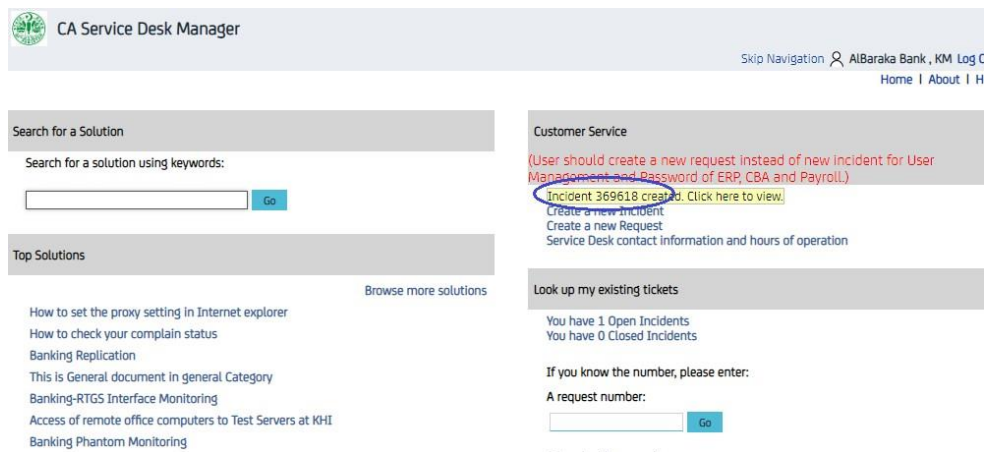 CA Service Desk Manager
Skip Navigation AlBaraka Bank , KM Log
Home | About | H
Search for a Solution
Search for a solution using keywords:
Go
Top Solutions
Browse more solutions
How to set the proxy setting in Internet explorer
How to check your complain status
Banking Replication
This is General document in general Category
Banking-RTGS Interface Monitoring
Access of remote office computers to Test Servers at KHI
Banking Phantom Monitoring
Customer Service
(User should create a new request instead of new incident for User
Management and Password of ERP, CBA and Payroll.)
Incident 369618 created. Click here to view.
Create a new Incident
Create a new Request
Service Desk contact information and hours of operation
Look up my existing tickets
You have 1 Open Incidents
You have 0 Closed Incidents
If you know the number, please enter:
A request number:
Go